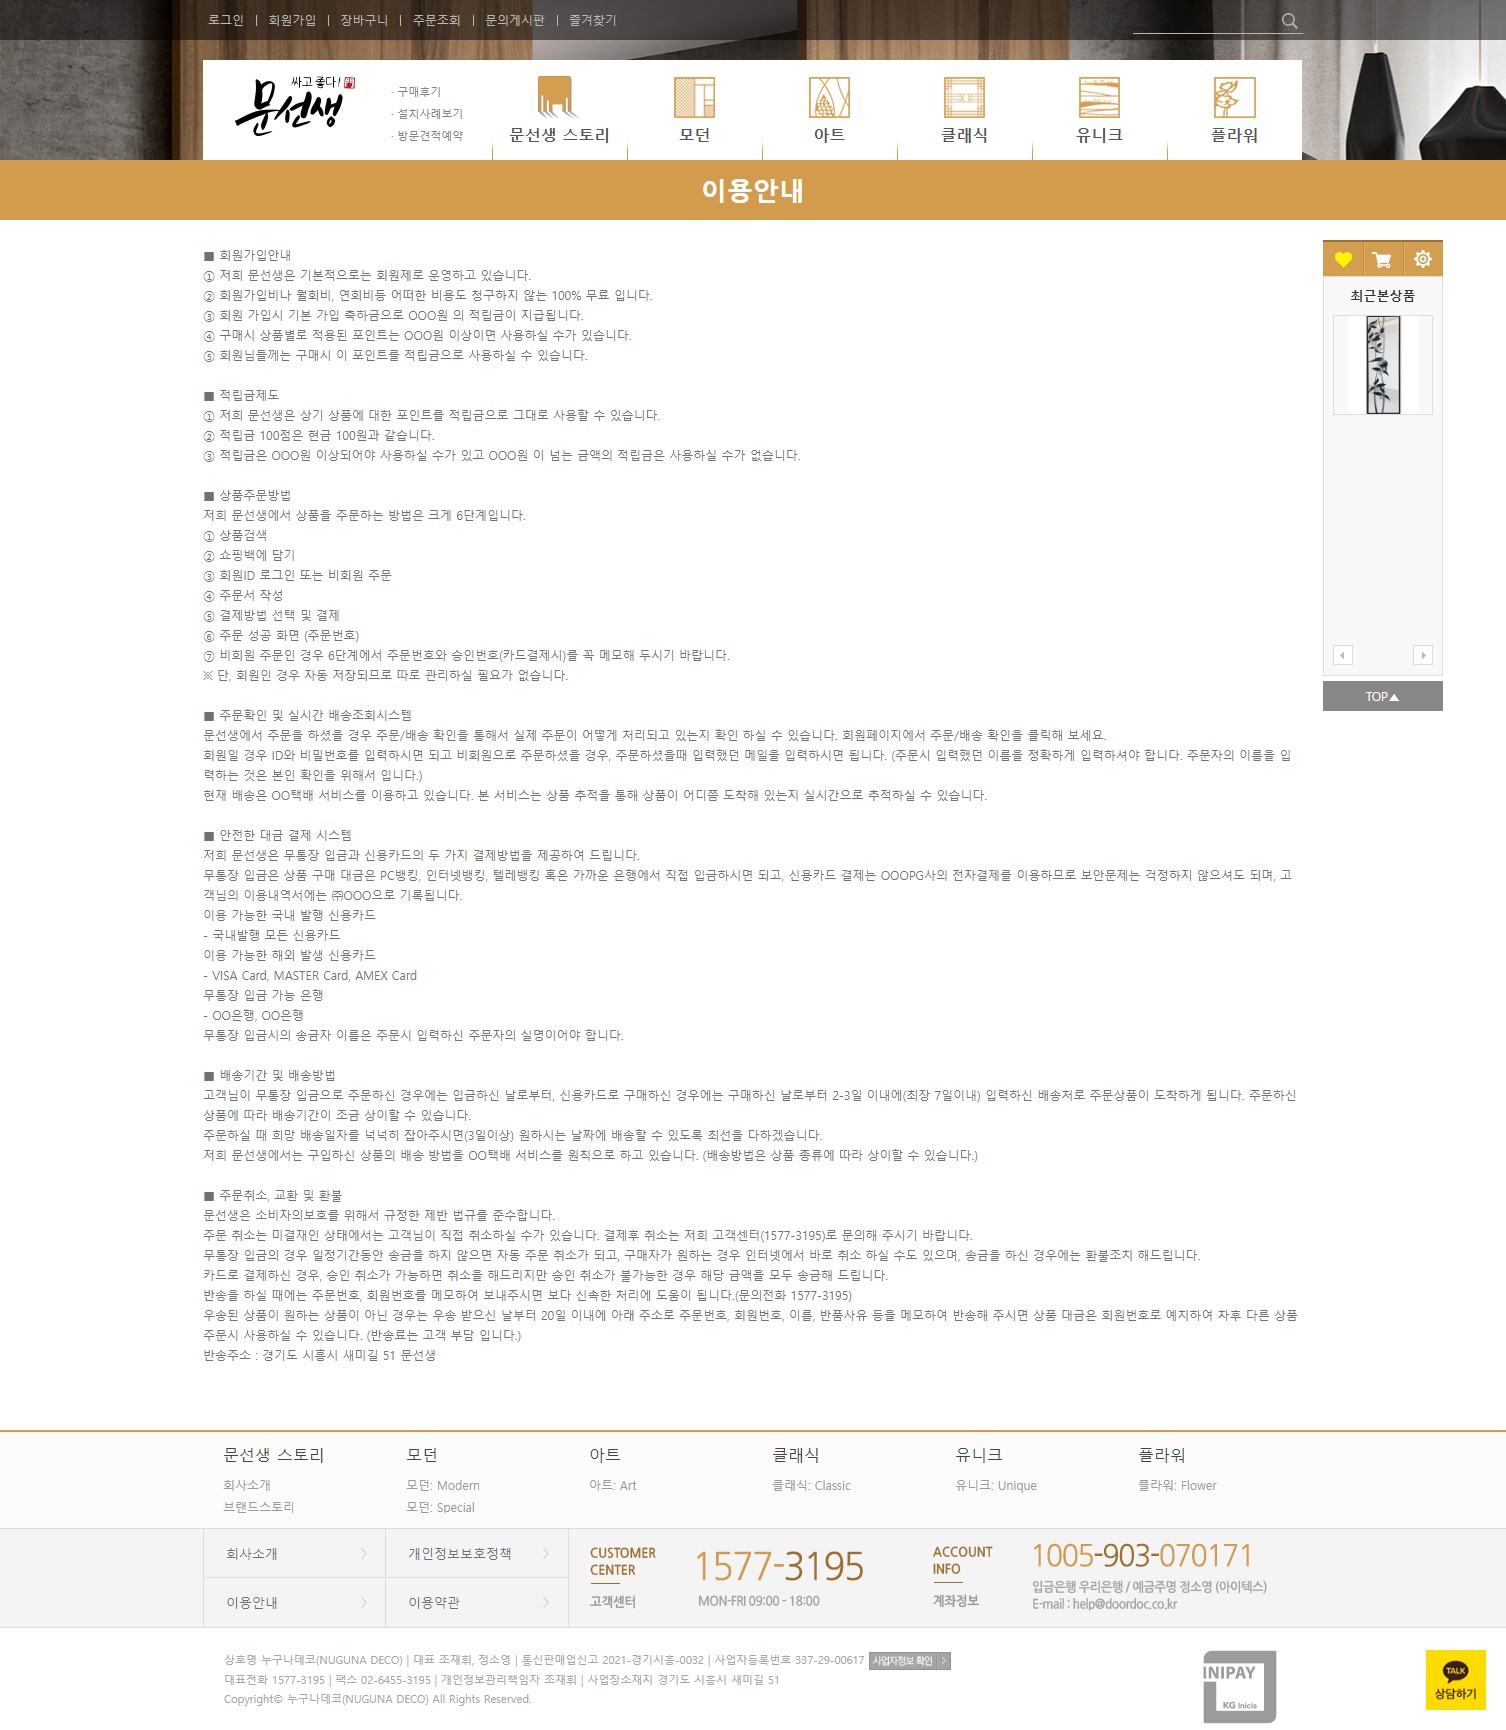 로그인 | 회원가입 | 장바구니 | 주문조회 | 문의게시판 | 즐겨찾기
싸고 좋다!
문선생
· 구매후기
· 설치사례보기
· 방문견적예약
문선생 스토리
모던
아트
클래식
유니크
플라워
이용안내
■ 회원가입안내
① 저희 문선생은 기본적으로는 회원제로 운영하고 있습니다.
② 회원가입비나 월회비, 연회비등 어떠한 비용도 청구하지 않는 100% 무료 입니다.
③ 회원 가입시 기본 가입 축하금으로 OOO원 의 적립금이 지급됩니다.
④ 구매시 상품별로 적용된 포인트는 OOO원 이상이면 사용하실 수가 있습니다.
⑤ 회원님들께는 구매시 이 포인트를 적립금으로 사용하실 수 있습니다.
■ 적립금제도
① 저희 문선생은 상기 상품에 대한 포인트를 적립금으로 그대로 사용할 수 있습니다.
② 적립금 100점은 현금 100원과 같습니다.
③ 적립금은 OOO원 이상되어야 사용하실 수가 있고 OOO원 이 넘는 금액의 적립금은 사용하실 수가 없습니다.
■ 상품주문방법
저희 문선생에서 상품을 주문하는 방법은 크게 6단계입니다.
① 상품검색
② 쇼핑백에 담기
③ 회원ID 로그인 또는 비회원 주문
④ 주문서 작성
⑤ 결제방법 선택 및 결제
⑥ 주문 성공 화면 (주문번호)
⑦ 비회원 주문인 경우 6단계에서 주문번호와 승인번호(카드결제시)를 꼭 메모해 두시기 바랍니다.
※ 단, 회원인 경우 자동 저장되므로 따로 관리하실 필요가 없습니다.
■ 주문확인 및 실시간 배송조회시스템
문선생에서 주문을 하셨을 경우 주문/배송 확인을 통해서 실제 주문이 어떻게 처리되고 있는지 확인 하실 수 있습니다. 회원페이지에서 주문/배송 확인을 클릭해 보세요.
회원일 경우 ID와 비밀번호를 입력하시면 되고 비회원으로 주문하셨을 경우, 주문하셨을때 입력했던 메일을 입력하시면 됩니다. (주문시 입력했던 이름을 정확하게 입력하셔야 합니다. 주문자의 이름을 입
력하는 것은 본인 확인을 위해서 입니다.)
현재 배송은 OO택배 서비스를 이용하고 있습니다. 본 서비스는 상품 추적을 통해 상품이 어디쯤 도착해 있는지 실시간으로 추적하실 수 있습니다.
■ 안전한 대금 결제 시스템
저희 문선생은 무통장 입금과 신용카드의 두 가지 결제방법을 제공하여 드립니다.
무통장 입금은 상품 구매 대금은 PC뱅킹, 인터넷뱅킹, 텔레뱅킹 혹은 가까운 은행에서 직접 입금하시면 되고, 신용카드 결제는 OOOPG사의 전자결제를 이용하므로 보안문제는 걱정하지 않으셔도 되며, 고
객님의 이용내역서에는 ㈜OOO으로 기록됩니다.
이용 가능한 국내 발행 신용카드
- 국내발행 모든 신용카드
이용 가능한 해외 발생 신용카드
- VISA Card, MASTER Card, AMEX Card
무통장 입금 가능 은행
- OO은행, OO은행
무통장 입금시의 송금자 이름은 주문시 입력하신 주문자의 실명이어야 합니다.
■ 배송기간 및 배송방법
고객님이 무통장 입금으로 주문하신 경우에는 입금하신 날로부터, 신용카드로 구매하신 경우에는 구매하신 날로부터 2-3일 이내에(최장 7일이내) 입력하신 배송처로 주문상품이 도착하게 됩니다. 주문하신
상품에 따라 배송기간이 조금 상이할 수 있습니다.
주문하실 때 희망 배송일자를 넉넉히 잡아주시면(3일이상) 원하시는 날짜에 배송할 수 있도록 최선을 다하겠습니다.
저희 문선생에서는 구입하신 상품의 배송 방법을 OO택배 서비스를 원칙으로 하고 있습니다. (배송방법은 상품 종류에 따라 상이할 수 있습니다.)
■ 주문취소, 교환 및 환불
문선생은 소비자의보호를 위해서 규정한 제반 법규를 준수합니다.
주문 취소는 미결재인 상태에서는 고객님이 직접 취소하실 수가 있습니다. 결제후 취소는 저희 고객센터(1577-3195)로 문의해 주시기 바랍니다.
무통장 입금의 경우 일정기간동안 송금을 하지 않으면 자동 주문 취소가 되고, 구매자가 원하는 경우 인터넷에서 바로 취소 하실 수도 있으며, 송금을 하신 경우에는 환불조치 해드립니다.
카드로 결제하신 경우, 승인 취소가 가능하면 취소을 해드리지만 승인 취소가 불가능한 경우 해당 금액을 모두 송금해 드립니다.
반송을 하실 때에는 주문번호, 회원번호를 메모하여 보내주시면 보다 신속한 처리에 도움이 됩니다.(문의전화 1577-3195)
우송된 상품이 원하는 상품이 아닌 경우는 우송 받으신 날부터 20일 이내에 아래 주소로 주문번호, 회원번호, 이름, 반품사유 등을 메모하여 반송해 주시면 상품 대금은 회원번호로 예치하여 차후 다른 상품
주문시 사용하실 수 있습니다. (반송료는 고객 부담 입니다.)
반송주소 : 경기도 시흥시 새미길 51 문선생
최근본상품
TOP▲
문선생 스토리
회사소개
브랜드스토리
모던
모던: Modern
모던: Special
아트
아트: Art
클래식
클래식: Classic
유니크
유니크: Unique
플라워
플라워: Flower
회사소개
개인정보보호정책
이용안내
이용약관
CUSTOMER
CENTER
고객센터
1577-3195
MON-FRI 09:00 - 18:00
ACCOUNT
INFO
계좌정보
1005-903-070171
입금은행 우리은행 / 예금주명 정소영 (아이텍스)
E-mail : help@doordoc.co.kr
상호명 누구나데코(NUGUNA DECO) | 대표 조재휘, 정소영 | 통신판매업신고 2021-경기시흥-0032 | 사업자등록번호 337-29-00617 사업자정보 확인
대표전화 1577-3195 | 팩스 02-6455-3195 | 개인정보관리책임자 조재휘 | 사업장소재지 경기도 시흥시 새미길 51
Copyright© 누구나데코(NUGUNA DECO) All Rights Reserved.
INIPAY
KG Inicis
TALK
상담하기